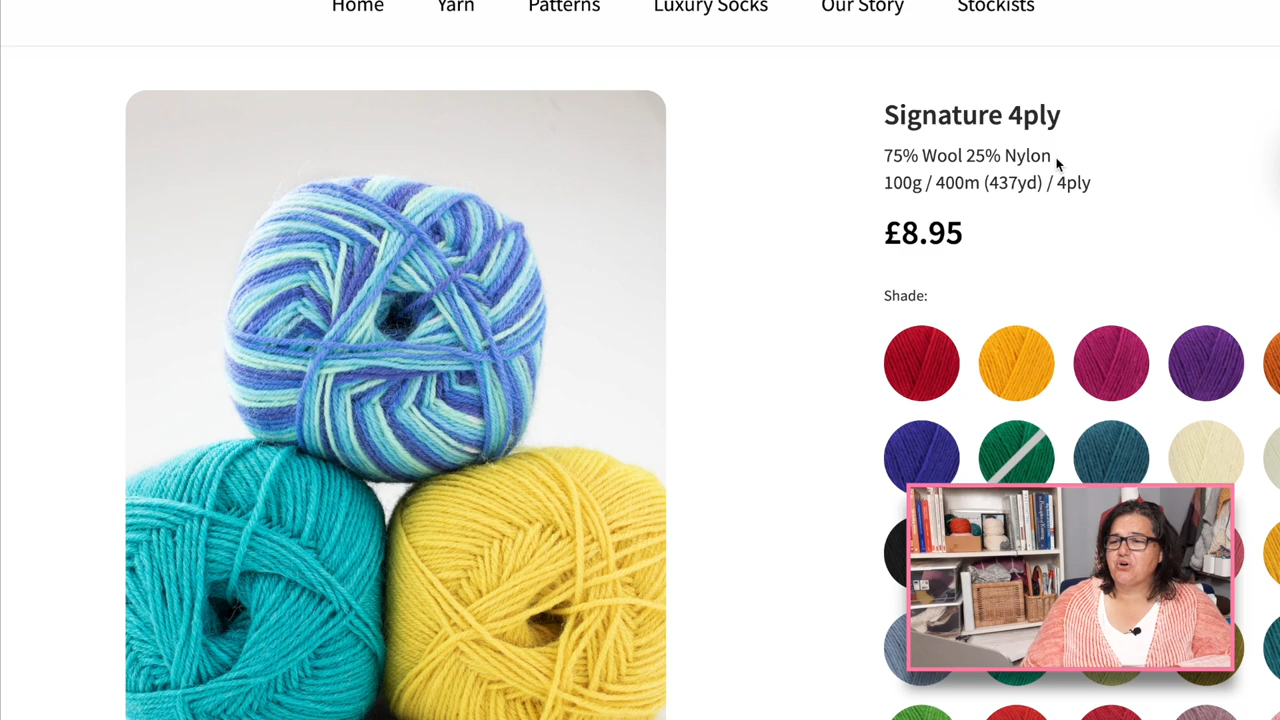 Home Yarn Patterns Luxury Socks Our Story Stockists
Signature 4ply
75% Wool 25% Nylon
100g / 400m (437yd) / 4ply
£8.95
Shade: